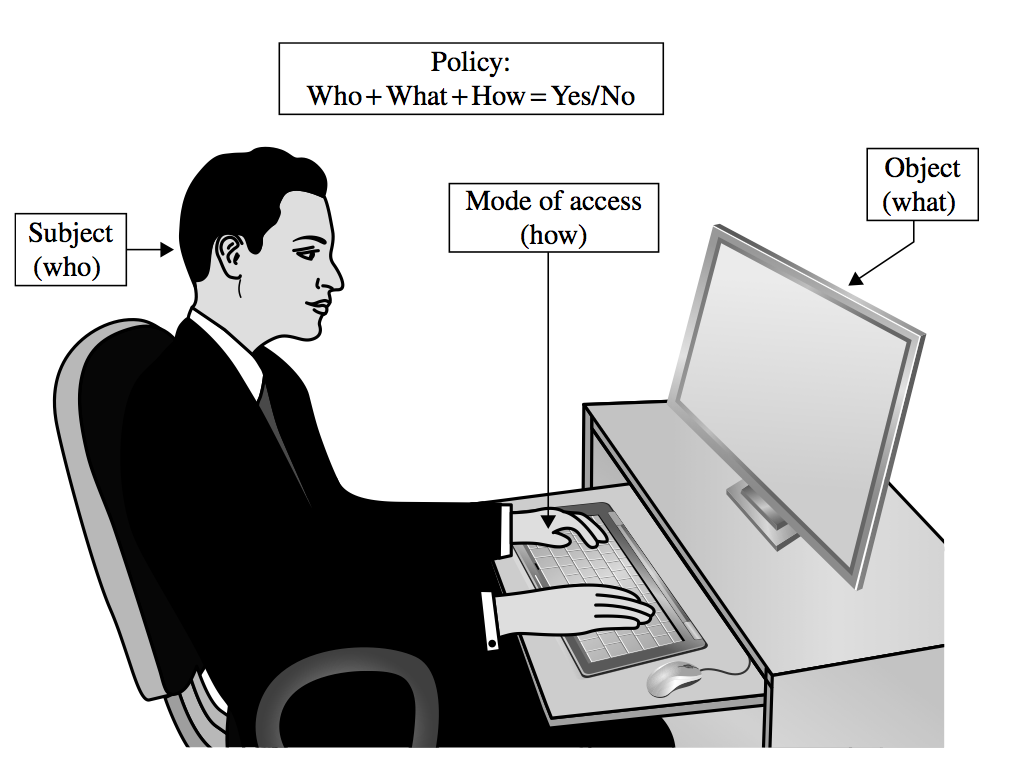 Policy:
Who + What + How = Yes/No
Object
(what)
Mode of access
(how)
Subject
(who)